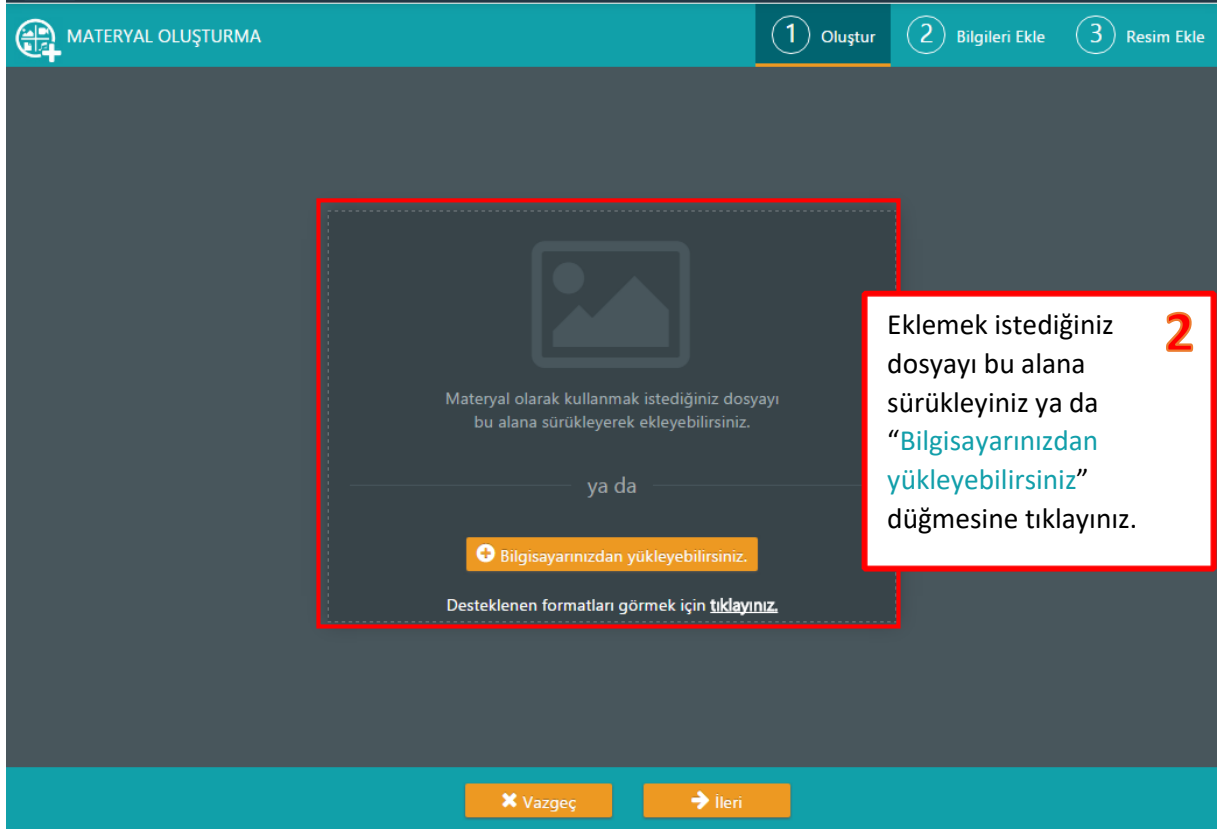 MATERYAL OLUŞTURMA
1 Oluştur
2 Bilgileri Ekle
3 Resim Ekle
Materyal olarak kullanmak istediğiniz dosyayı
bu alana sürükleyerek ekleyebilirsiniz.
ya da
Bilgisayarınızdan yükleyebilirsiniz.
Desteklenen formatları görmek için tıklayınız.
Eklemek istediğiniz 2
dosyayı bu alana
sürükleyiniz ya da
“Bilgisayarınızdan
yükleyebilirsiniz”
düğmesine tıklayınız.
Vazgeç
İleri